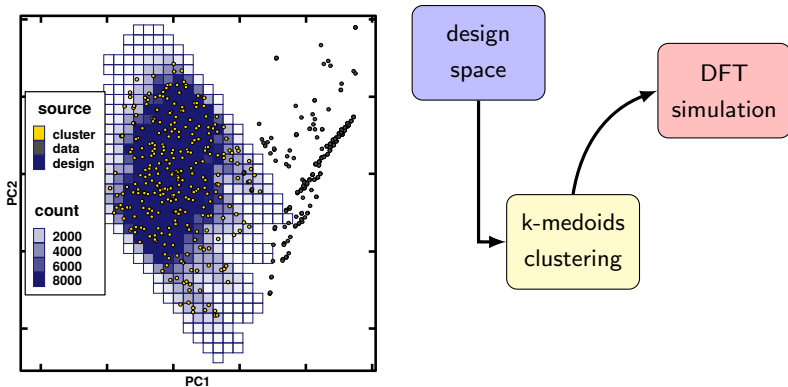 source
cluster
data
design
count
2000
4000
6000
8000
PC2
PC1
design
space
DFT
simulation
k-medoids
clustering